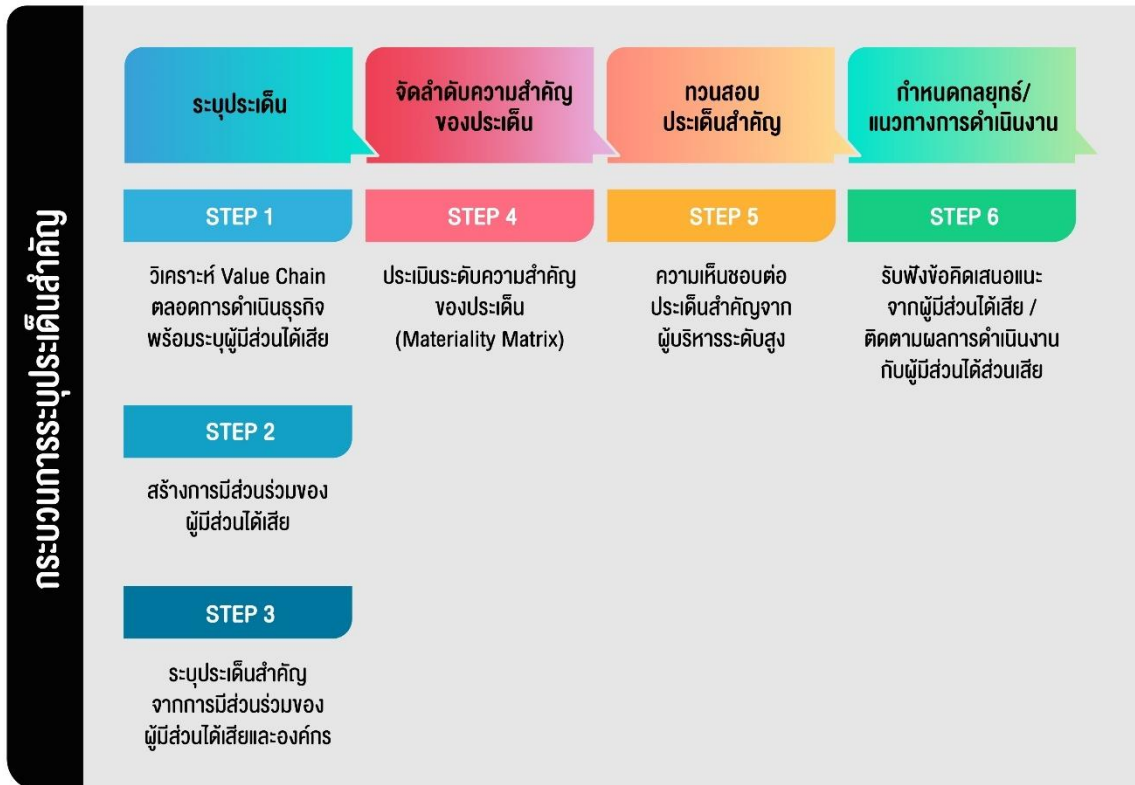 กระบวนการระบุประเด็นสำคัญ
ระบุประเด็น
STEP 1
วิเคราะห์ Value Chain
ตลอดการดำเนินธุรกิจ
พร้อมระบุผู้มีส่วนได้เสีย
STEP 2
สร้างการมีส่วนร่วมของ
ผู้มีส่วนได้เสีย
STEP 3
ระบุประเด็นสำคัญ
จากการมีส่วนร่วมของ
ผู้มีส่วนได้เสียและองค์กร
จัดลำดับความสำคัญ
ของประเด็น
STEP 4
ประเมินระดับความสำคัญ
ของประเด็น
(Materiality Matrix)
ทวนสอบ
ประเด็นสำคัญ
STEP 5
ความเห็นชอบต่อ
ประเด็นสำคัญจาก
ผู้บริหารระดับสูง
กำหนดกลยุทธ์/
แนวทางการดำเนินงาน
STEP 6
รับฟังข้อคิดเสนอแนะ
จากผู้มีส่วนได้เสีย /
ติดตามผลการดำเนินงาน
กับผู้มีส่วนได้ส่วนเสีย